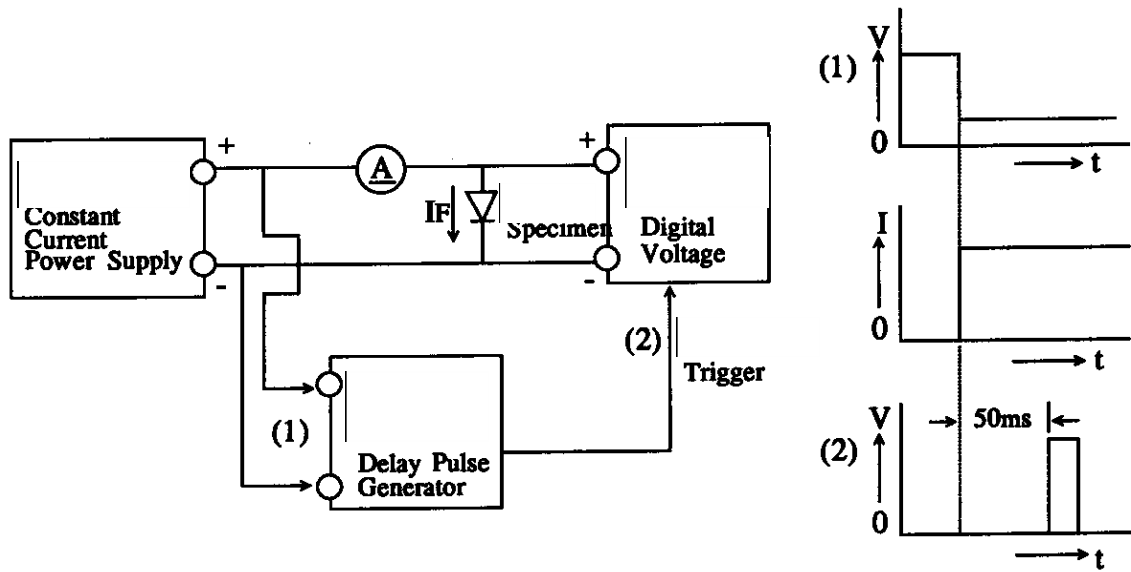 Constant
Current
Power Supply
+
-
A
IF
Specimen
+
-
Digital
Voltage
(2)
Trigger
(1)
Delay Pulse
Generator
(1)
V
0
t
I
0
t
(2)
V
50ms
0
t